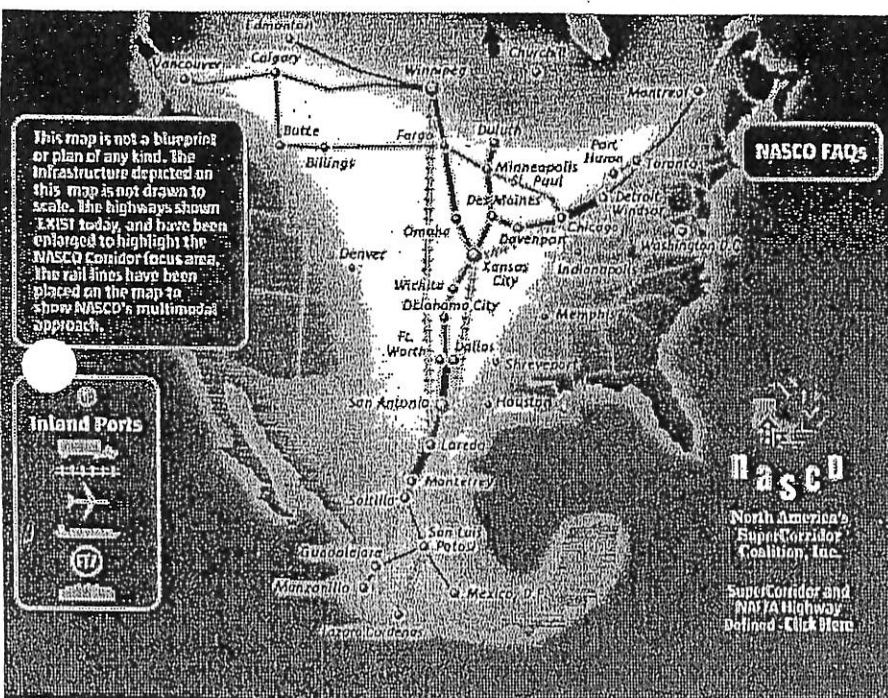 Edmonton
Churchill
Vancouver
Calgary
Winnipeg
Montreal
This map is not a blueprint
or plan of any kind. The
infrastructure depicted on
this map is not drawn to
scale. The highways shown
EXIST today, and have been
enlarged to highlight the
NASCO Corridor focus area.
The rail lines have been
placed on the map to
show NASCO's multimodal
approach.
Butte
Billings
Fargo
Duluth
Port
Huron
Toronto
NASCO FAQs
Minneapolis
St. Paul
Detroit
Windsor
Des Moines
Omaha
Davenport
Chicago
Washington D.C.
Denver
Kansas
City
Indianapolis
Wichita
Oklahoma City
Memphis
Ft.
Worth
Dallas
Shreveport
San Antonio
Houston
Inland Ports
FTZ
Laredo
Monterrey
Saltillo
San Luis
Potosi
Guadalajara
Manzanillo
Mexico, D.F.
Lazaro Cardenas
nasco
North America's
SuperCorridor
Coalition, Inc.
SuperCorridor and
NAFTA Highway
Defined - Click Here